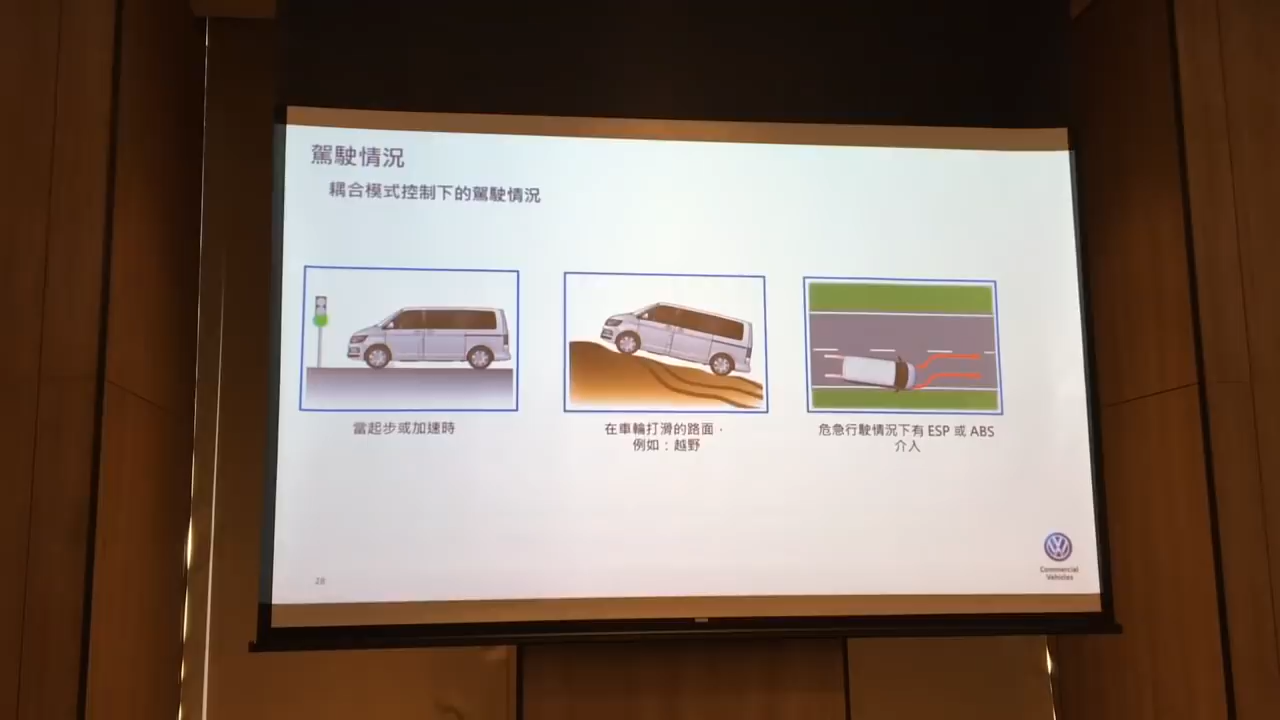 駕駛情況
耦合模式控制下的駕駛情況
當起步或加速時
在車輪打滑的路面，
例如：越野
危急行駛情況下有 ESP 或 ABS
介入
28
Commercial
Vehicles